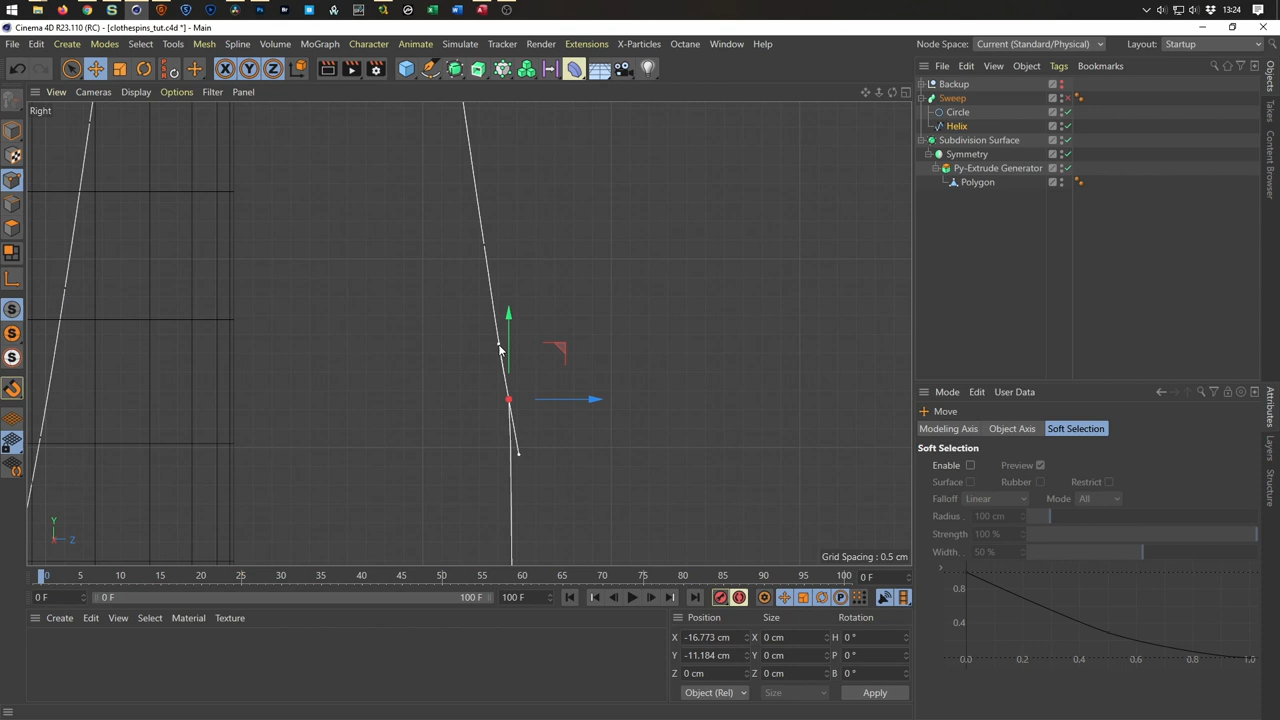 13:24
Cinema 4D R23.110 (RC) - [clothespins_tut.c4d *] - Main
File Edit Create Modes Select Tools Mesh Spline Volume MoGraph Character Animate Simulate Tracker Render Extensions X-Particles Octane Window Help
Node Space: Current (Standard/Physical) Layout: Startup
View Cameras Display Options Filter Panel
File Edit View Object Tags Bookmarks
Right
Backup
Sweep
Circle
Helix
Subdivision Surface
Symmetry
Py-Extrude Generator
Polygon
Objects
Takes
Content Browser
Mode Edit User Data
Move
Modeling Axis Object Axis Soft Selection
Soft Selection
Enable Preview
Surface Rubber Restrict
Falloff Linear Mode All
Radius . 100 cm
Strength 100 %
Width. . 50 %
0.8
0.4
0.0 0.2 0.4 0.6 0.8 1.0
Attributes
Layers
Structure
Y
X Z
Grid Spacing : 0.5 cm
0 5 10 15 20 25 30 35 40 45 50 55 60 65 70 75 80 85 90 95 100 0 F
0 F 0 F 100 F 100 F
Create Edit View Select Material Texture
Position Size Rotation
X -16.773 cm X 0 cm H 0 °
Y -11.184 cm Y 0 cm P 0 °
Z 0 cm Z 0 cm B 0 °
Object (Rel) Size Apply